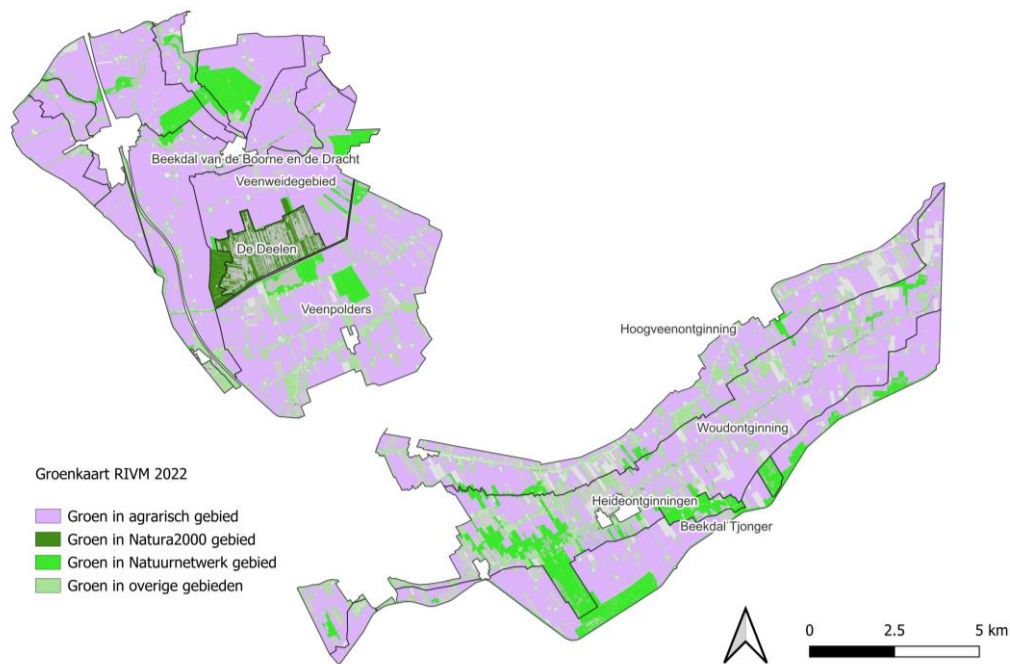 Beekdal van de Boorne en de Dracht
Veenweidegebied
De Deelen
Veenpolders
Hoogveenontginning
Woudontginning
Heideontginningen
Beekdal Tjonger
Groenkaart RIVM 2022
Groen in agrarisch gebied
Groen in Natura2000 gebied
Groen in Natuurnetwerk gebied
Groen in overige gebieden
0 2.5 5 km